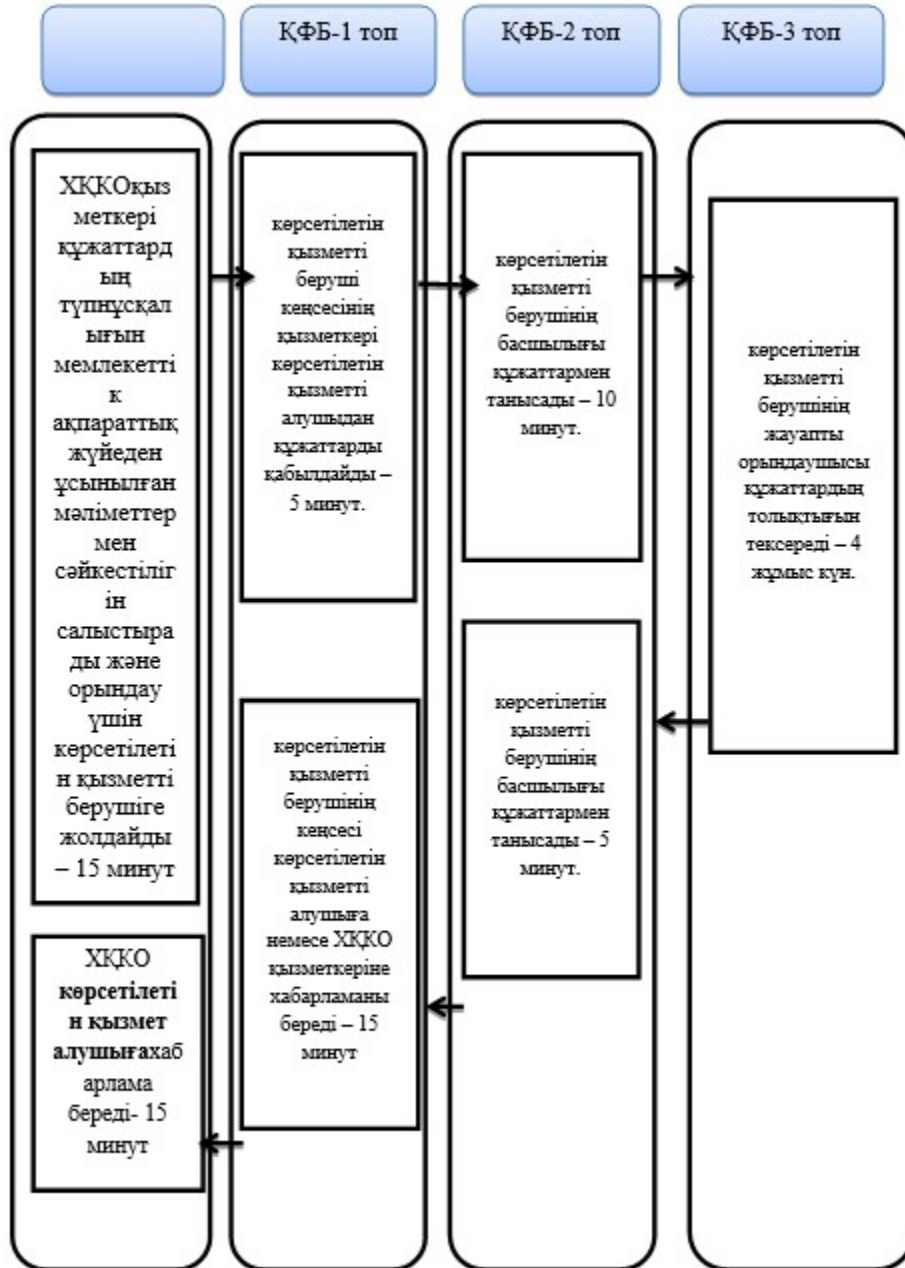 ҚФБ-1 топ
ҚФБ-2 топ
ҚФБ-3 топ
ХҚКОқыз
меткері
құжаттард
ың
түпнұсқал
ығын
мемлекетті
к
ақпараттық
жүйеден
ұсынылған
мәліметтер
мен
сәйкестіліг
ін
салыстыра
ды және
орындау
үшін
көрсетілеті
н қызметті
берушіге
жолдайды
– 15 минут
көрсетілетін
қызметті
беруші
кеңсесінің
қызметкері
көрсетілетін
қызметті
алушыдан
құжаттарды
қабылдайды –
5 минут.
көрсетілетін
қызметті
берушінің
басшылығы
құжаттармен
танысады – 10
минут.
көрсетілетін
қызметті
берушінің
жауапты
орындаушысы
құжаттардың
толықтығын
тексереді – 4
жұмыс күн.
көрсетілетін
қызметті
берушінің
басшылығы
құжаттармен
танысады – 5
минут.
көрсетілетін
қызметті
берушінің
кеңсесі
көрсетілетін
қызметті
алушыға
немесе ХҚКО
қызметкеріне
хабарламаны
береді – 15
минут
ХҚКО
көрсетілеті
н қызмет
алушығахаб
арлама
береді- 15
минут